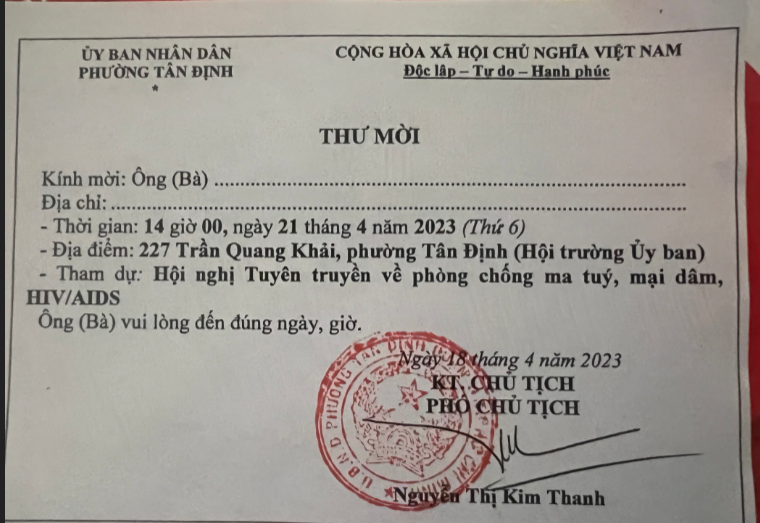 ỦY BAN NHÂN DÂN
PHƯỜNG TÂN ĐỊNH
*
CỘNG HÒA XÃ HỘI CHỦ NGHĨA VIỆT NAM
Độc lập – Tự do – Hạnh phúc
THƯ MỜI
Kính mời: Ông (Bà) ...............................................................................
Địa chỉ: ...............................................................................................
- Thời gian: 14 giờ 00, ngày 21 tháng 4 năm 2023 (Thứ 6)
- Địa điểm: 227 Trần Quang Khải, phường Tân Định (Hội trường Ủy ban)
- Tham dự: Hội nghị Tuyên truyền về phòng chống ma tuý, mại dâm,
HIV/AIDS
Ông (Bà) vui lòng đến đúng ngày, giờ.
Ngày 18 tháng 4 năm 2023
KT. CHỦ TỊCH
PHÓ CHỦ TỊCH
U.B.N.D PHƯỜNG TÂN ĐỊNH
Nguyễn Thị Kim Thanh